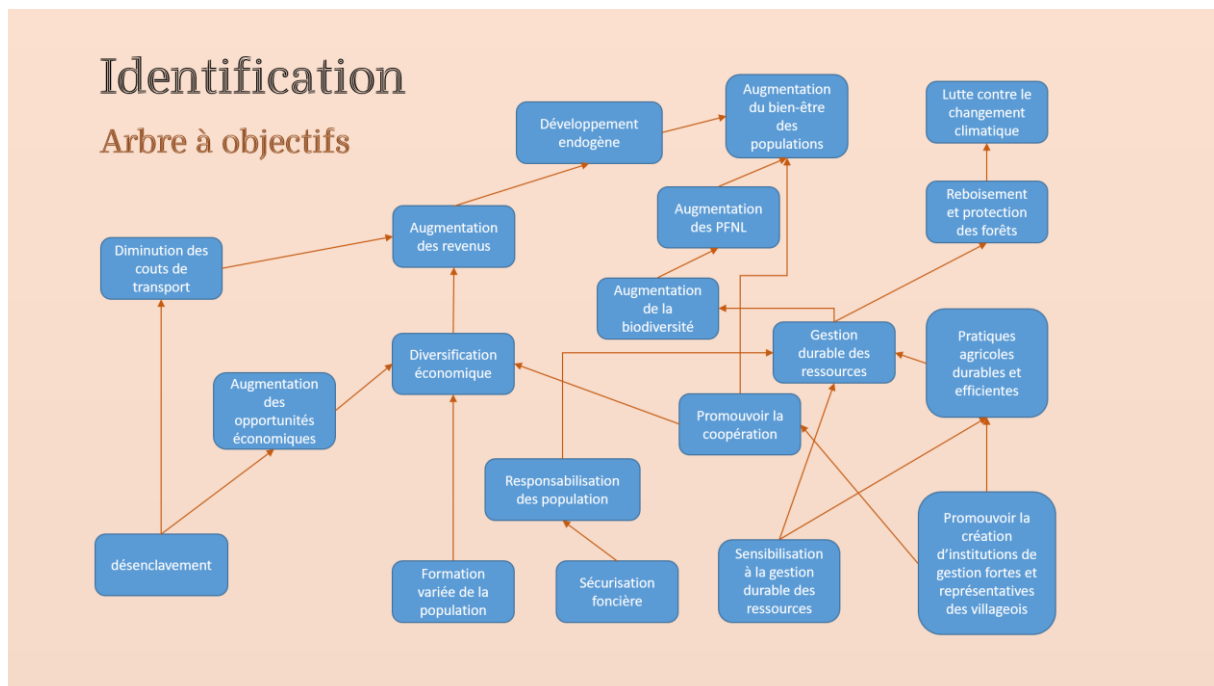 Identification
Arbre à objectifs
Développement
endogène
Augmentation
du bien-être
des
populations
Lutte contre le
changement
climatique
Augmentation
des revenus
Augmentation
des PFNL
Reboisement
et protection
des forêts
Diminution des
couts de
transport
Augmentation
de la
biodiversité
Diversification
économique
Gestion
durable des
ressources
Pratiques
agricoles
durables et
efficientes
Augmentation
des
opportunités
économiques
Promouvoir la
coopération
Responsabilisation
des population
désenclavement
Formation
variée de la
population
Sécurisation
foncière
Sensibilisation
à la gestion
durable des
ressources
Promouvoir la
création
d'institutions de
gestion fortes et
représentatives
des villageois